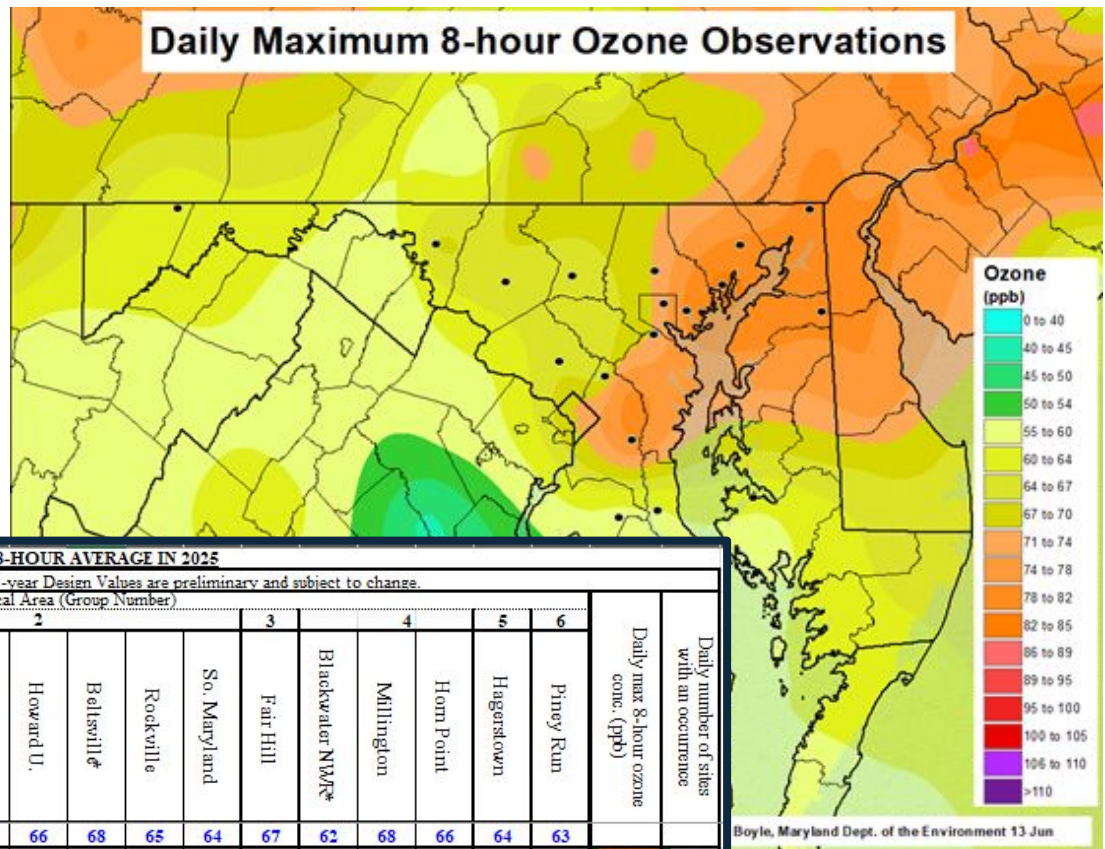 Daily Maximum 8-hour Ozone Observations
Ozone
(ppb)
0 to 40
40 to 45
45 to 50
50 to 54
55 to 60
60 to 64
64 to 67
67 to 70
71 to 74
74 to 78
78 to 82
82 to 85
86 to 89
89 to 95
95 to 100
100 to 105
106 to 110
>110
Boyle, Maryland Dept. of the Environment 13 Jun
8-HOUR AVERAGE IN 2025
-year Design Values are preliminary and subject to change.
cal Area (Group Number)
2 3 4 5 6
Howard U.
Beltsville*
Rockville
So. Maryland
Fair Hill
Blackwater NWR*
Millington
Horn Point
Hagerstown
Piney Run
Daily max 8-hour ozone
conc. (ppb)
Daily number of sites
with an occurrence
66 68 65 64 67 62 68 66 64 63